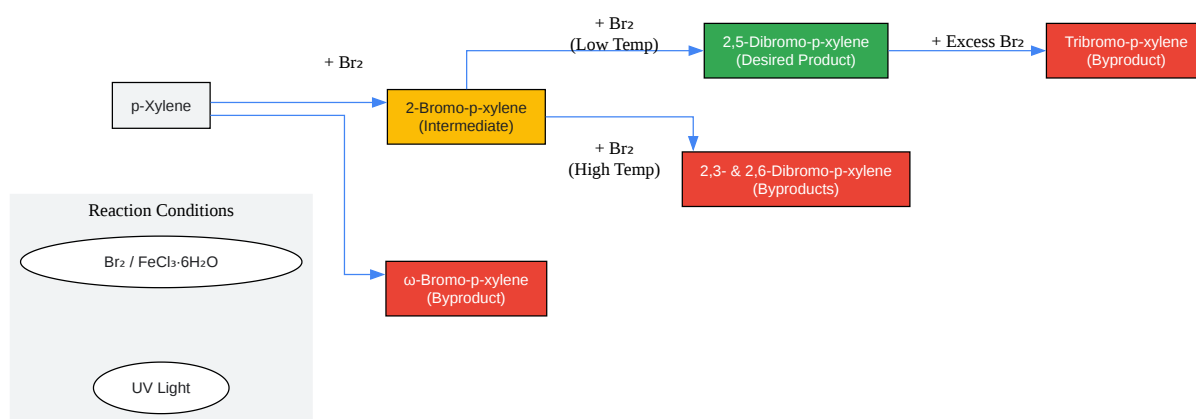 + Br₂
(Low Temp)
2,5-Dibromo-p-xylene
(Desired Product)
+ Excess Br₂
Tribromo-p-xylene
(Byproduct)
+ Br₂
p-Xylene
2-Bromo-p-xylene
(Intermediate)
+ Br₂
(High Temp)
2,3- & 2,6-Dibromo-p-xylene
(Byproducts)
Reaction Conditions
Br₂ / FeCl₃·6H₂O
ω-Bromo-p-xylene
(Byproduct)
UV Light